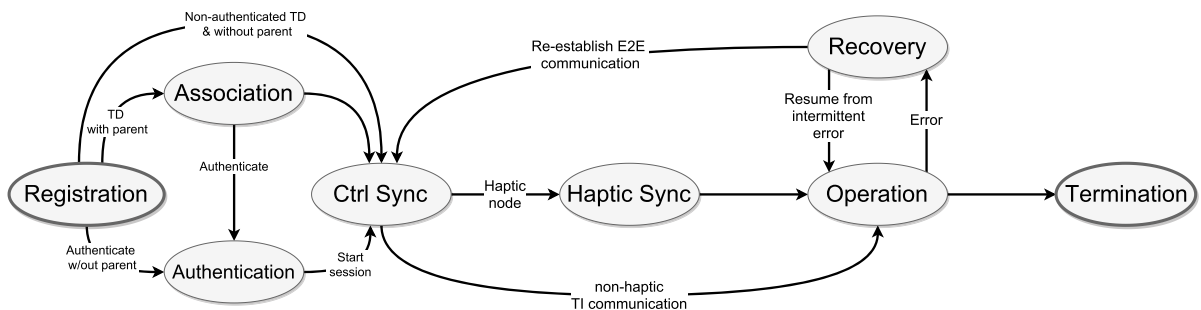 Non-authenticated TD
& without parent
Re-establish E2E
communication
Recovery
Association
TD
with parent
Resume from
intermittent
error
Error
Authenticate
Registration
Ctrl Sync
Haptic
node
Haptic Sync
Operation
Termination
Authenticate
w/out parent
Authentication
Start
session
non-haptic
TI communication